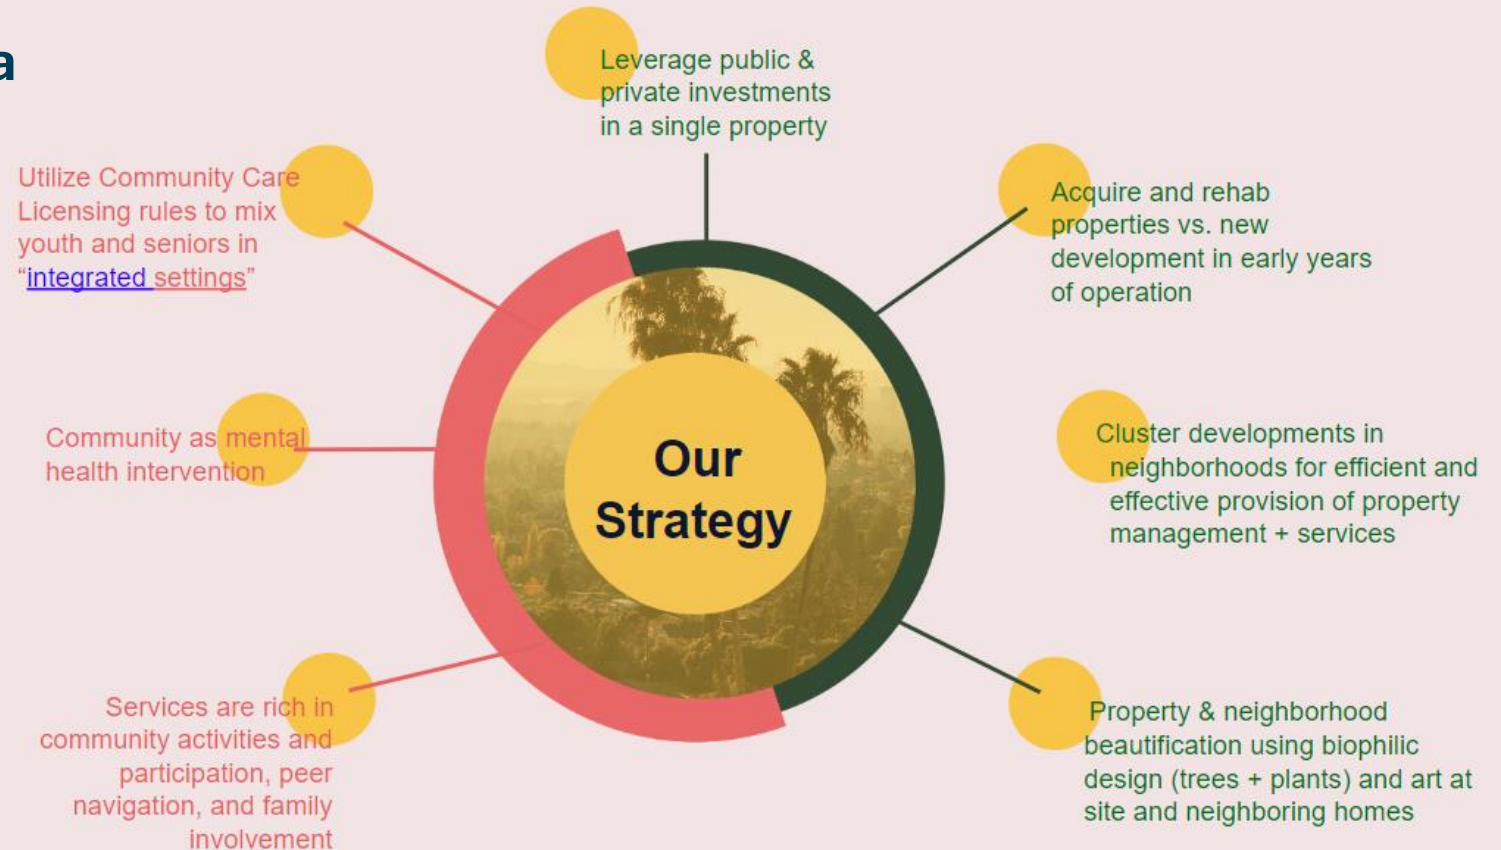 a
Leverage public &
private investments
in a single property
Utilize Community Care
Licensing rules to mix
youth and seniors in
“integrated settings”
Acquire and rehab
properties vs. new
development in early years
of operation
Community as mental
health intervention
Our
Strategy
Cluster developments in
neighborhoods for efficient and
effective provision of property
management + services
Services are rich in
community activities and
participation, peer
navigation, and family
involvement
Property & neighborhood
beautification using biophilic
design (trees + plants) and art at
site and neighboring homes